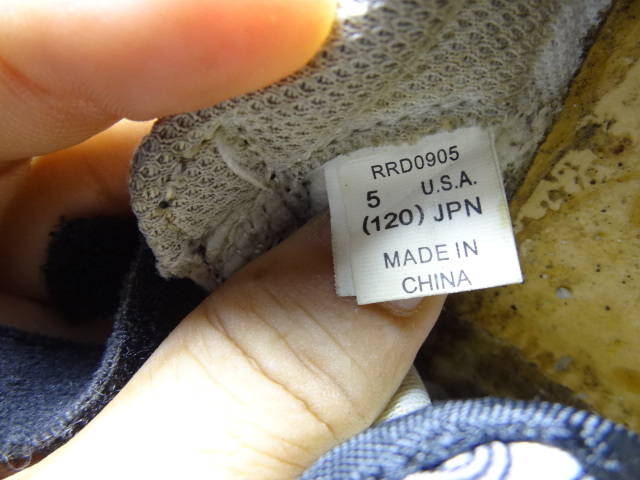 RRD0905
5 U.S.A.
(120) JPN
MADE IN
CHINA